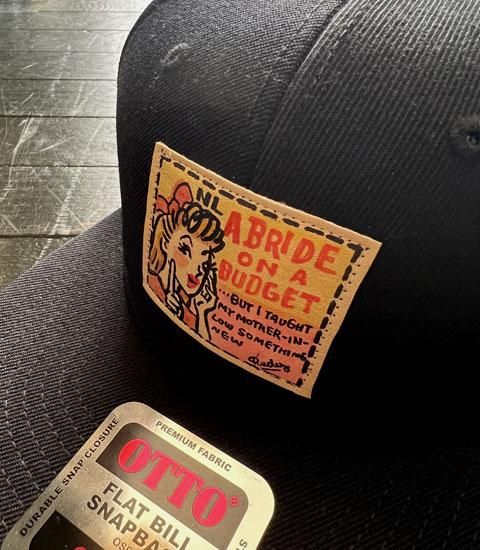 NL
A BRIDE
ON A
BUDGET
...BUT I TAUGHT
MY MOTHER-IN-
LAW SOMETHING
NEW
PREMIUM FABRIC
DURABLE SNAP CLOSURE
OTTO®
FLAT BILL
SNAPBA